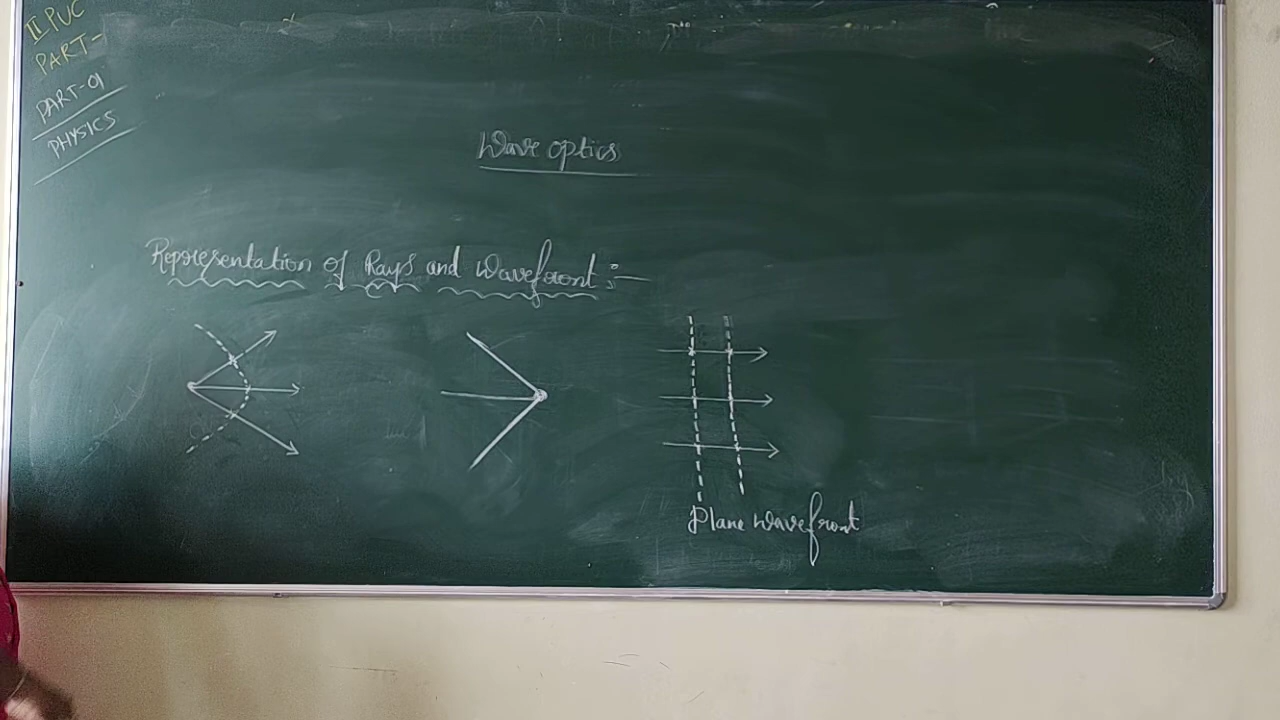 II PUC
PART-
PART-01
PHYSICS
Wave optics
Representation of Rays and Wavefront :-
Plane Wavefront